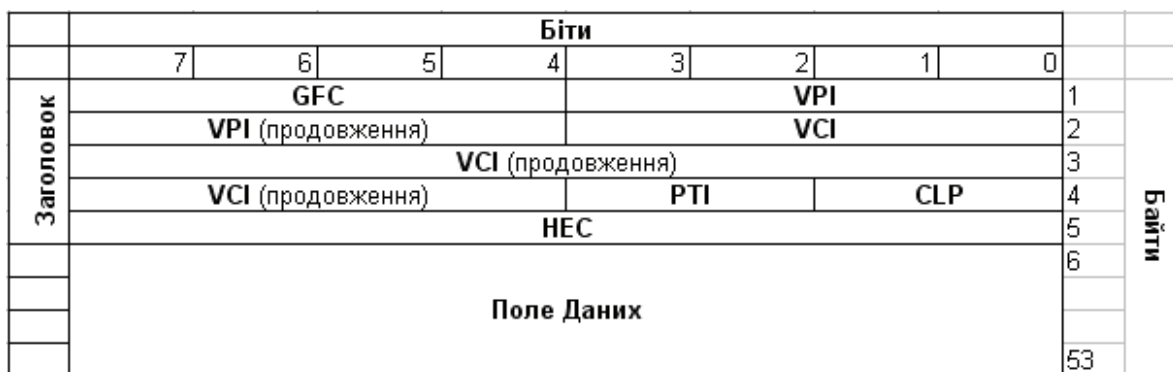 Біти
7 6 5 4 3 2 1 0
Заголовок
GFC VPI 1
VPI (продовження) VCI 2
VCI (продовження) 3
VCI (продовження) PTI CLP 4
HEC 5
6
Поле Даних
53
Байти